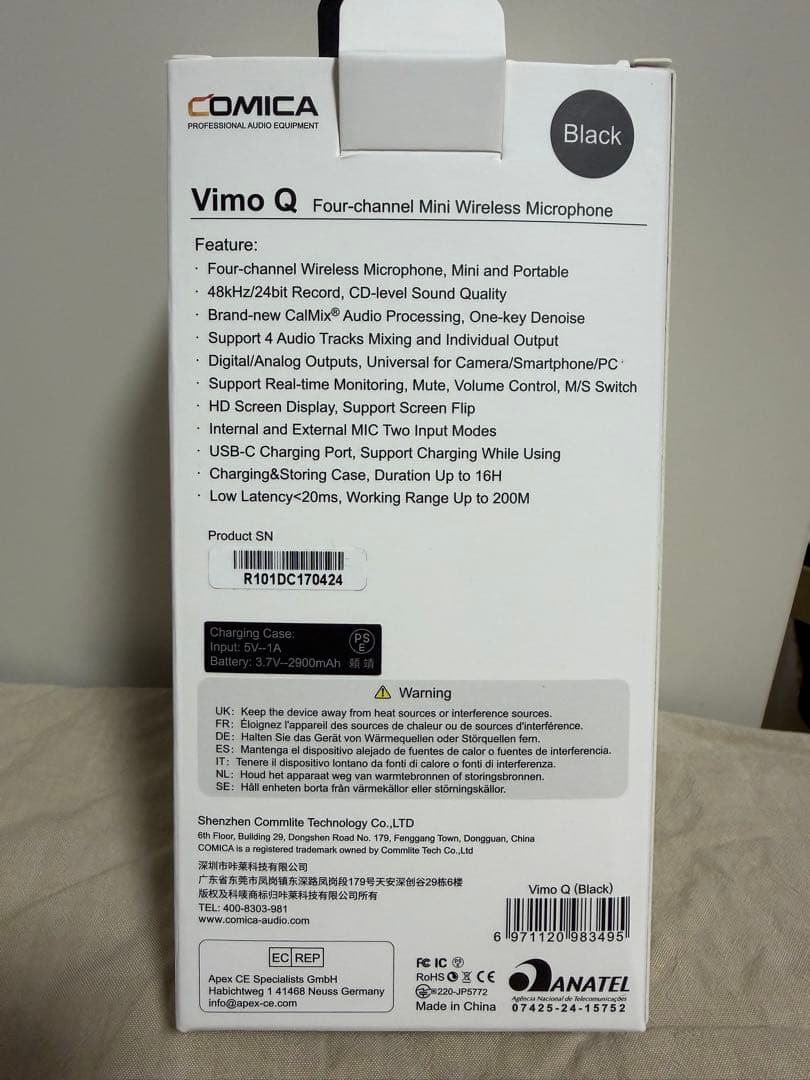 COMICA
PROFESSIONAL AUDIO EQUIPMENT
Black
Vimo Q Four-channel Mini Wireless Microphone
Feature:
· Four-channel Wireless Microphone, Mini and Portable
· 48kHz/24bit Record, CD-level Sound Quality
· Brand-new CalMix® Audio Processing, One-key Denoise
· Support 4 Audio Tracks Mixing and Individual Output
· Digital/Analog Outputs, Universal for Camera/Smartphone/PC
· Support Real-time Monitoring, Mute, Volume Control, M/S Switch
· HD Screen Display, Support Screen Flip
· Internal and External MIC Two Input Modes
· USB-C Charging Port, Support Charging While Using
· Charging&Storing Case, Duration Up to 16H
· Low Latency<20ms, Working Range Up to 200M
Product SN
R101DC170424
Charging Case:
Input: 5V⎓1A
Battery: 3.7V⎓2900mAh
PS
E
頻 靖
Warning
UK: Keep the device away from heat sources or interference sources.
FR: Éloignez l'appareil des sources de chaleur ou de sources d'interférence.
DE: Halten Sie das Gerät von Wärmequellen oder Störquellen fern.
ES: Mantenga el dispositivo alejado de fuentes de calor o fuentes de interferencia.
IT: Tenere il dispositivo lontano da fonti di calore o fonti di interferenza.
NL: Houd het apparaat weg van warmtebronnen of storingsbronnen.
SE: Håll enheten borta från värmekällor eller störningskällor.
Shenzhen Commlite Technology Co.,LTD
6th Floor, Building 29, Dongshen Road No. 179, Fenggang Town, Dongguan, China
COMICA is a registered trademark owned by Commlite Tech Co.,Ltd
深圳市咔莱科技有限公司
广东省东莞市凤岗镇东深路凤岗段179号天安深创谷29栋6楼
版权及科唛商标归咔莱科技有限公司所有
TEL: 400-8303-981
www.comica-audio.com
Vimo Q (Black)
6 971120 983495
EC REP
Apex CE Specialists GmbH
Habichtweg 1 41468 Neuss Germany
info@apex-ce.com
FC IC
RoHS CE
220-JP5772
Made in China
ANATEL
Agência Nacional de Telecomunicações
07425-24-15752